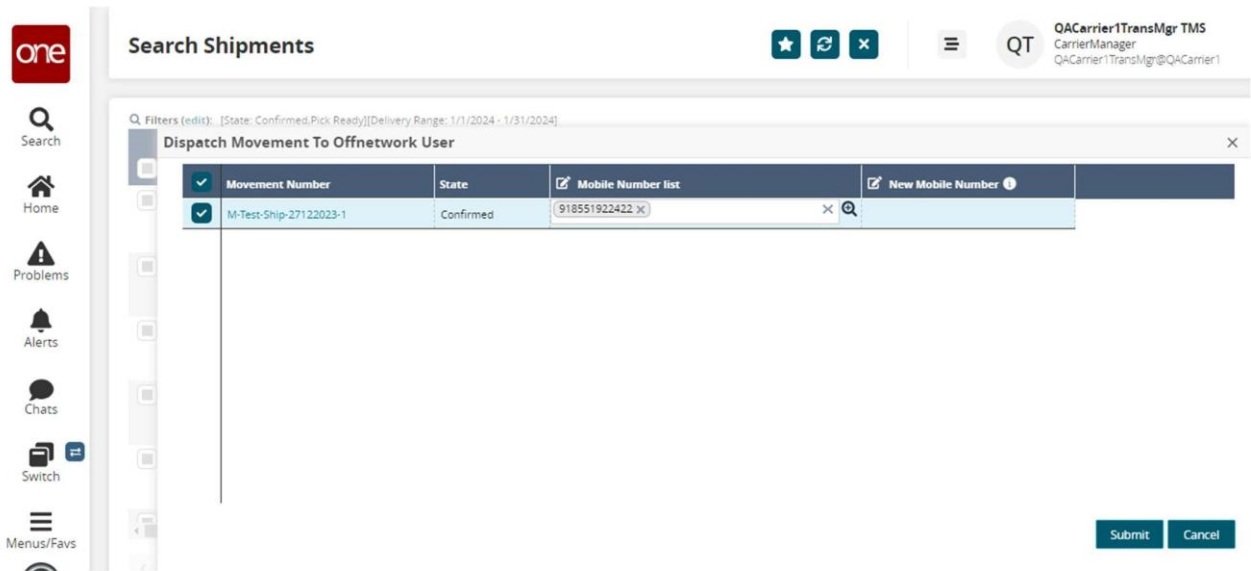 one
Search Shipments
QT
QACarrier1TransMgr TMS
CarrierManager
QACarrier1TransMgr@QACarrier1
Search
Home
Problems
Alerts
Chats
Switch
Menus/Favs
Filters (edit): [State: Confirmed,Pick Ready][Delivery Range: 1/1/2024 - 1/31/2024]
Dispatch Movement To Offnetwork User
Movement Number State Mobile Number list New Mobile Number
M-Test-Ship-27122023-1 Confirmed 918551922422
Submit Cancel